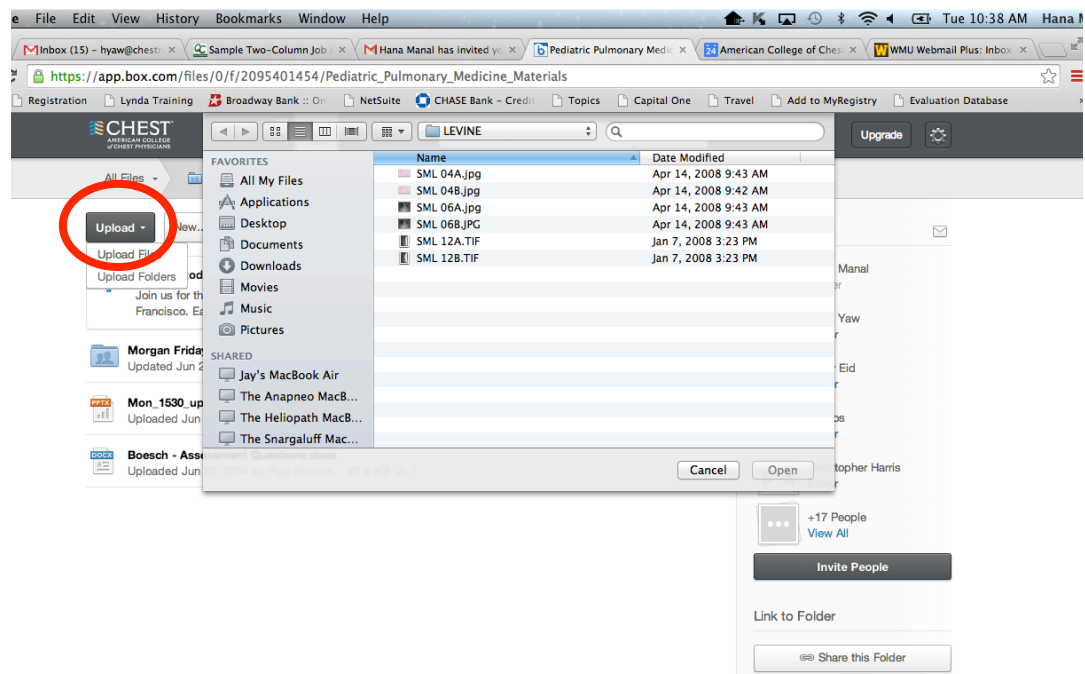 e File Edit View History Bookmarks Window Help Tue 10:38 AM Hana M
Inbox (15) – hyaw@chestn Sample Two-Column Job Hana Manal has invited yo Pediatric Pulmonary Medic 24 American College of Ches WMU Webmail Plus: Inbox
https://app.box.com/files/0/f/2095401454/Pediatric_Pulmonary_Medicine_Materials
Registration Lynda Training Broadway Bank :: On NetSuite CHASE Bank – Credit Topics Capital One Travel Add to MyRegistry Evaluation Database
CHEST
AMERICAN COLLEGE
of CHEST PHYSICIANS
LEVINE
Upgrade
All Files
FAVORITES
All My Files
Applications
Desktop
Documents
Downloads
Movies
Music
Pictures
SHARED
Jay's MacBook Air
The Anapneo MacB...
The Heliopath MacB...
The Snargaluff Mac...
Name Date Modified
SML 04A.jpg Apr 14, 2008 9:43 AM
SML 04B.jpg Apr 14, 2008 9:42 AM
SML 06A.jpg Apr 14, 2008 9:43 AM
SML 06B.JPG Apr 14, 2008 9:43 AM
SML 12A.TIF Jan 7, 2008 3:23 PM
SML 12B.TIF Jan 7, 2008 3:23 PM
Cancel Open
Upload New..
Upload Files
Upload Folders od
Join us for th
Francisco. Ea
Morgan Friday
Updated Jun 2
PPTX Mon_1530_up
Uploaded Jun
DOCX Boesch - Assessment Questions.docx
Uploaded Jun
Manal
Yaw
Eid
os
topher Harris
+17 People
View All
Invite People
Link to Folder
Share this Folder